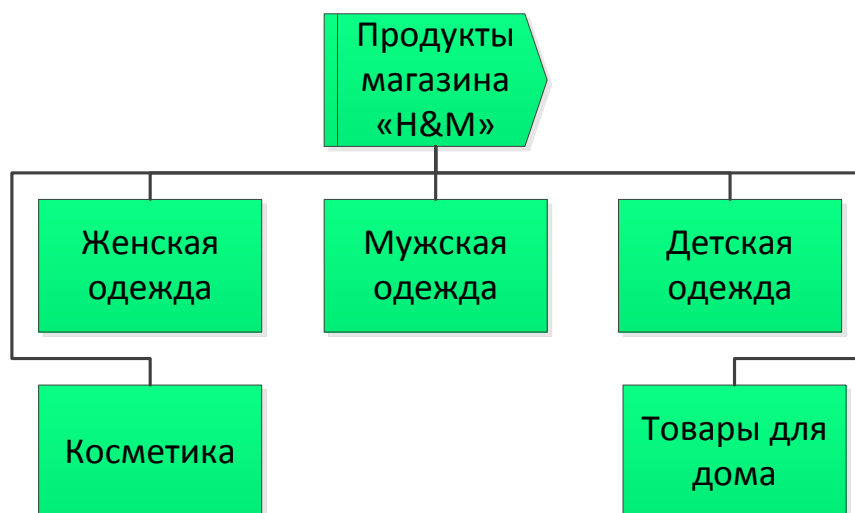 Продукты
магазина
«H&M»
Женская
одежда
Мужская
одежда
Детская
одежда
Косметика
Товары для
дома